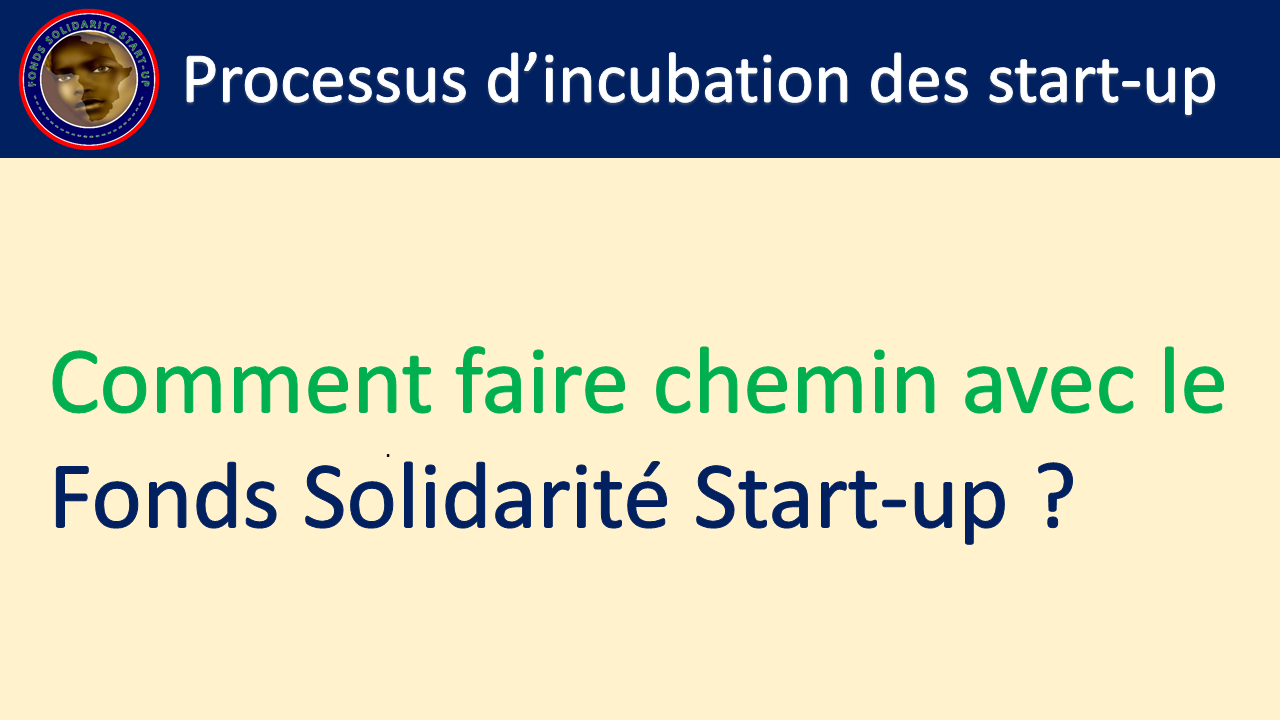 FONDS SOLIDARITE START-UP
Processus d’incubation des start-up
Comment faire chemin avec le
Fonds Solidarité Start-up ?